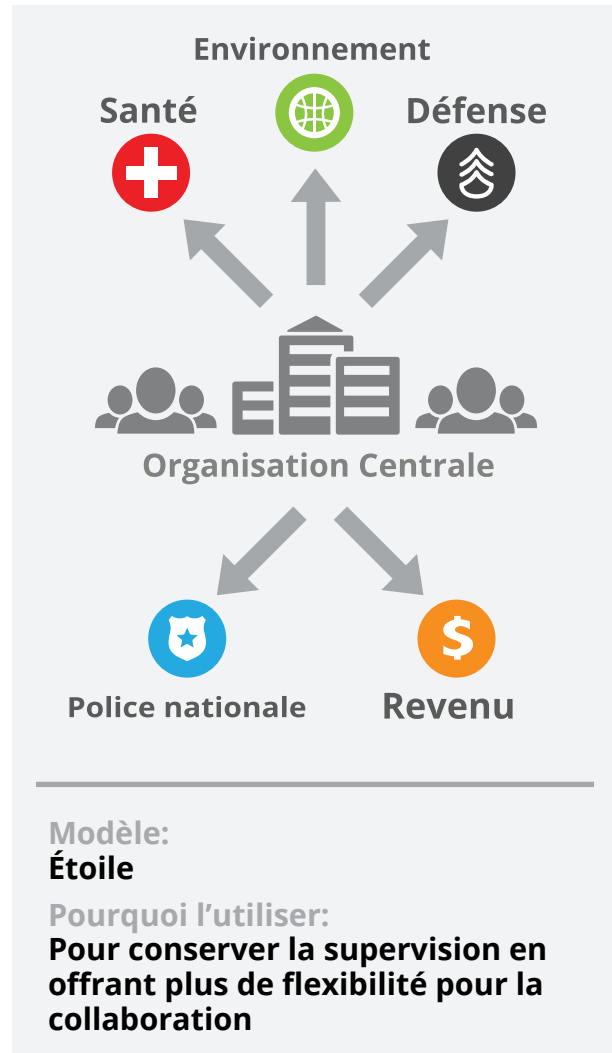 Environnement
Santé
Défense
Organisation Centrale
Police nationale
Revenu
Modèle:
Étoile
Pourquoi l’utiliser:
Pour conserver la supervision en
offrant plus de flexibilité pour la
collaboration